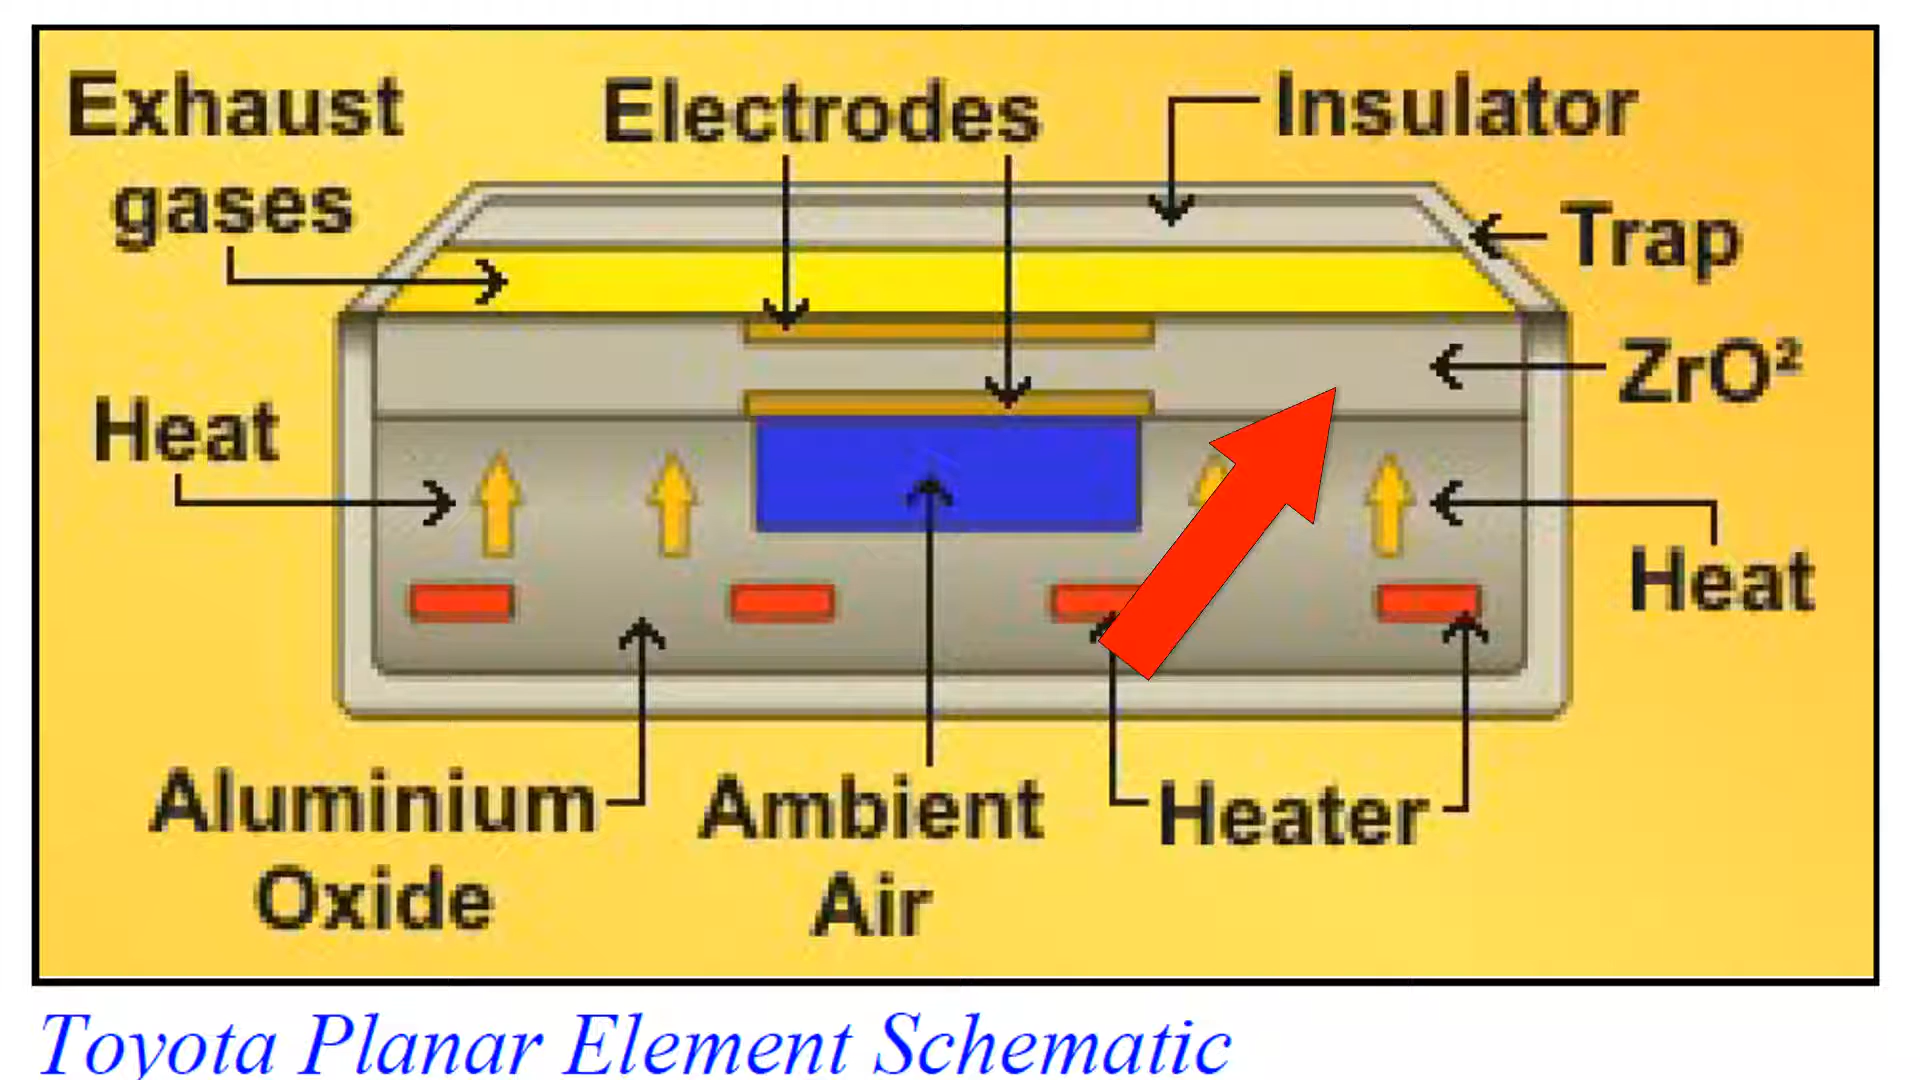 Exhaust
gases
Electrodes
Insulator
Trap
ZrO²
Heat
Heat
Aluminium
Oxide
Ambient
Air
Heater
Toyota Planar Element Schematic